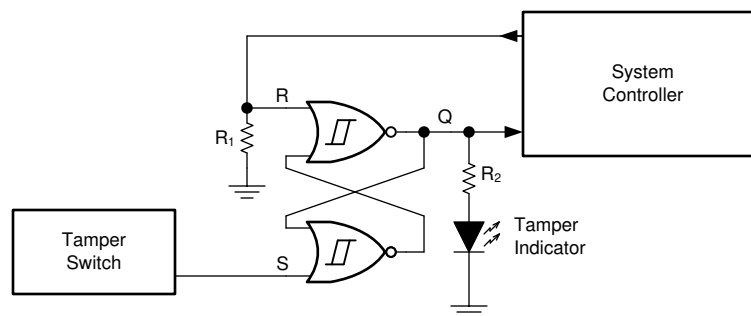 System
Controller
R
Q
R1
R2
Tamper
Switch
S
Tamper
Indicator